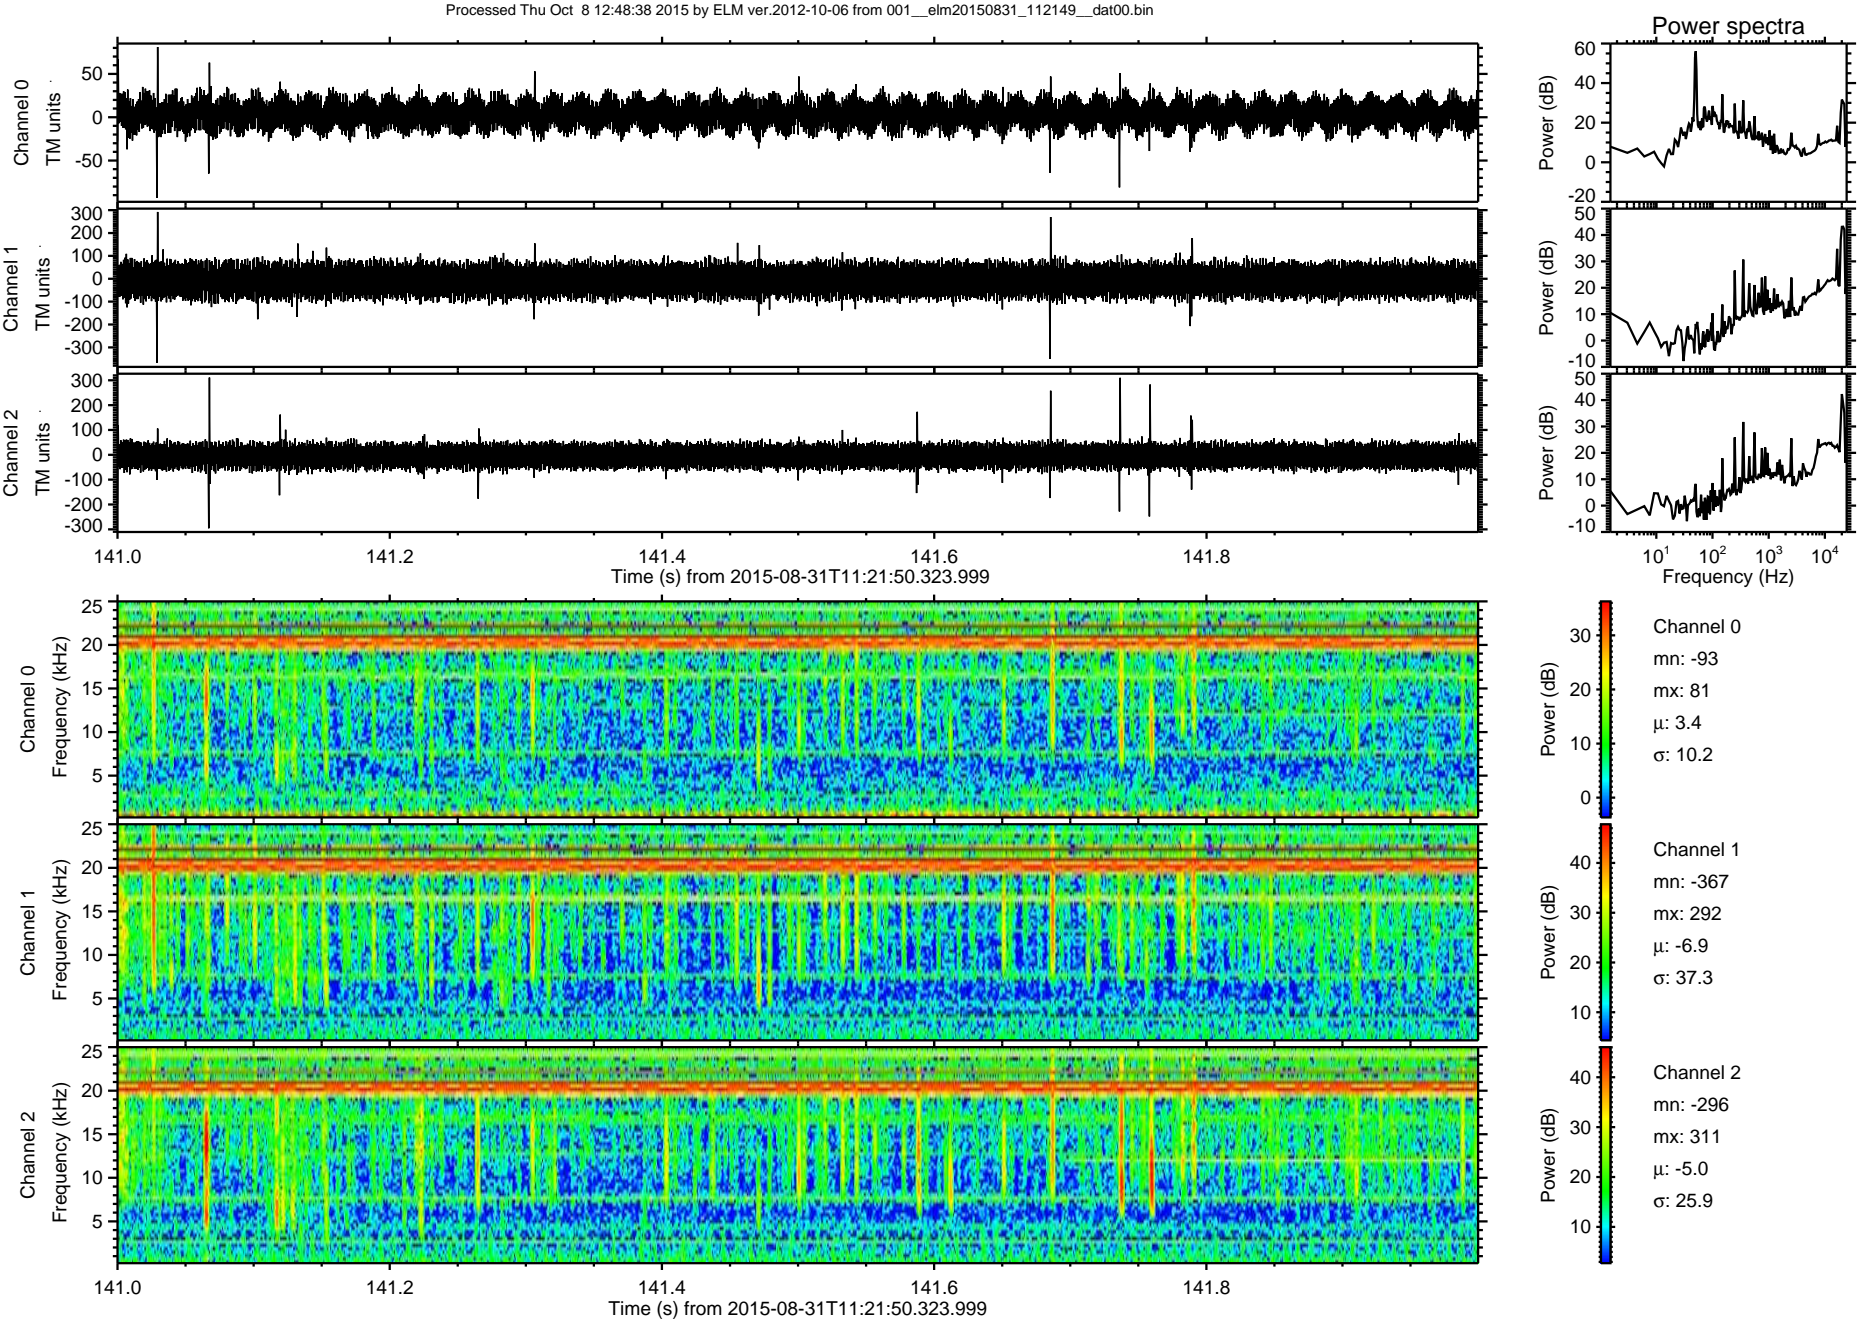 Processed Thu Oct  8 12:48:38 2015 by ELM ver.2012-10-06 from 001__elm20150831_112149__dat00.bin
Power spectra
Channel 0
TM units
50
0
-50
Power (dB)
60
40
20
0
-20
Channel 1
TM units
300
200
100
0
-100
-200
-300
Power (dB)
50
40
30
20
10
0
-10
Channel 2
TM units
300
200
100
0
-100
-200
-300
Power (dB)
50
40
30
20
10
0
-10
141.0 141.2 141.4 141.6 141.8
Time (s) from 2015-08-31T11:21:50.323.999
10^1 10^2 10^3 10^4
Frequency (Hz)
Channel 0
Frequency (kHz)
25
20
15
10
5
Power (dB)
30
20
10
0
Channel 0
mn: -93
mx: 81
μ: 3.4
σ: 10.2
Channel 1
Frequency (kHz)
25
20
15
10
5
Power (dB)
40
30
20
10
Channel 1
mn: -367
mx: 292
μ: -6.9
σ: 37.3
Channel 2
Frequency (kHz)
25
20
15
10
5
Power (dB)
40
30
20
10
Channel 2
mn: -296
mx: 311
μ: -5.0
σ: 25.9
141.0 141.2 141.4 141.6 141.8
Time (s) from 2015-08-31T11:21:50.323.999